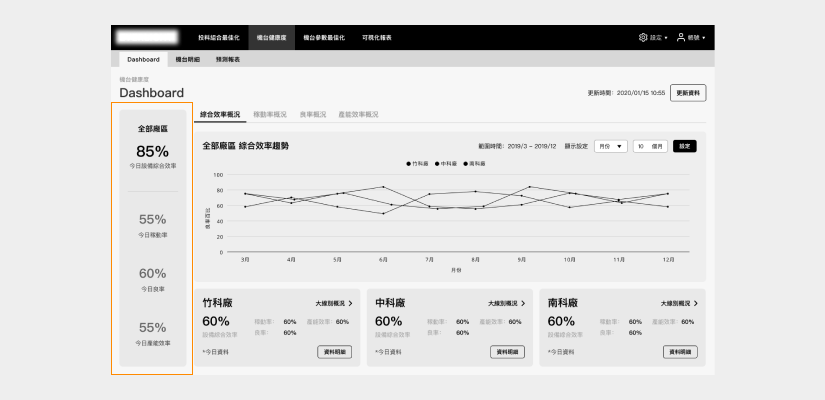 投料組合最佳化 機台健康度 機台參數最佳化 可視化報表 設定 帳號
Dashboard 機台明細 預測報表
機台健康度
Dashboard
更新時間：2020/01/15 10:55 更新資料
綜合效率概況 稼動率概況 良率概況 產能效率概況
全部廠區
85%
今日設備綜合效率
55%
今日稼動率
60%
今日良率
55%
今日產能效率
全部廠區 綜合效率趨勢
範圍時間：2019/3 – 2019/12 顯示設定 月份 10 個月 設定
竹科廠 中科廠 南科廠
100
80
60
40
20
0
3月 4月 5月 6月 7月 8月 9月 10月 11月 12月
月份
竹科廠 大線別概況
60% 稼動率： 60% 產能效率： 60%
設備綜合效率 良率： 60%
*今日資料 資料明細
中科廠 大線別概況
60% 稼動率： 60% 產能效率： 60%
設備綜合效率 良率： 60%
*今日資料 資料明細
南科廠 大線別概況
60% 稼動率： 60% 產能效率： 60%
設備綜合效率 良率： 60%
*今日資料 資料明細